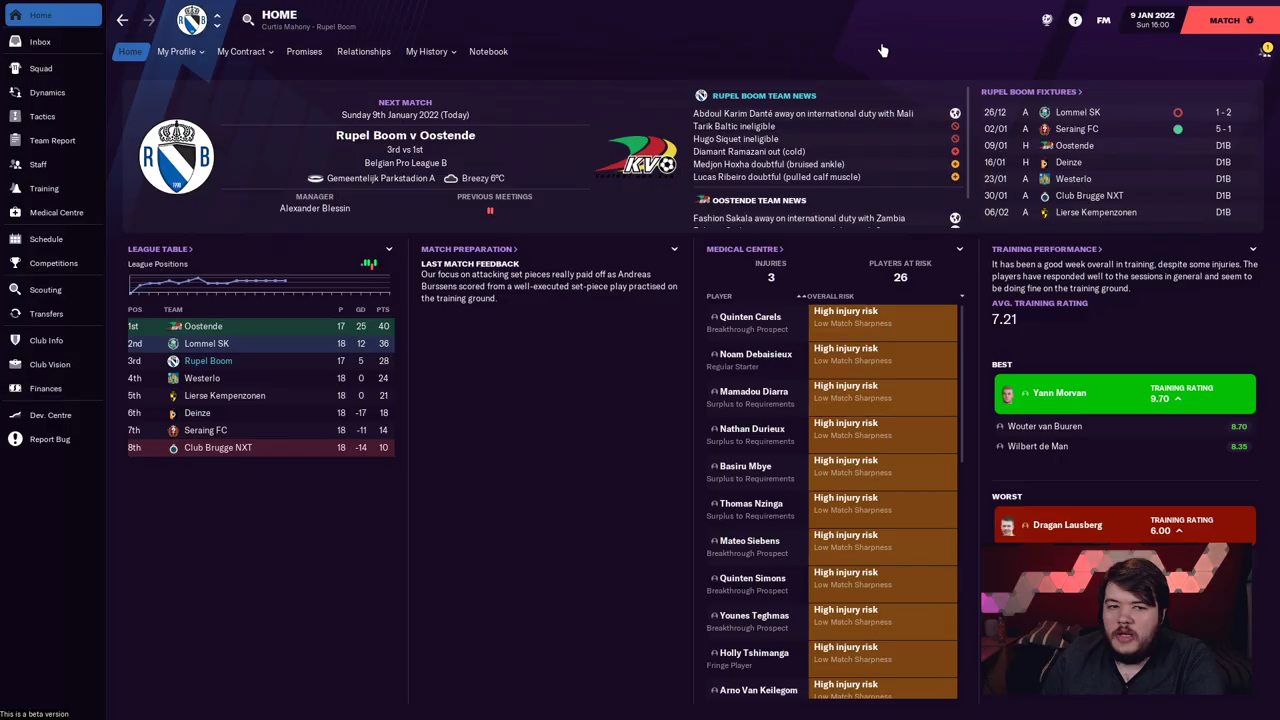 Home
Inbox
Squad
Dynamics
Tactics
Team Report
Staff
Training
Medical Centre
Schedule
Competitions
Scouting
Transfers
Club Info
Club Vision
Finances
Dev. Centre
Report Bug
This is a beta version
R B
HOME
Curtis Mahony - Rupel Boom
?
FM
9 JAN 2022
Sun 16:00
MATCH
1
Home
My Profile
My Contract
Promises
Relationships
My History
Notebook
NEXT MATCH
Sunday 9th January 2022 (Today)
Rupel Boom v Oostende
3rd vs 1st
Belgian Pro League B
Gemeentelijk Parkstadion A
Breezy 6°C
MANAGER
Alexander Blessin
PREVIOUS MEETINGS
R B
1998
KVO
RUPEL BOOM TEAM NEWS
Abdoul Karim Danté away on international duty with Mali
Tarik Baltic ineligible
Hugo Siquet ineligible
Diamant Ramazani out (cold)
Medjon Hoxha doubtful (bruised ankle)
Lucas Ribeiro doubtful (pulled calf muscle)
OOSTENDE TEAM NEWS
Fashion Sakala away on international duty with Zambia
RUPEL BOOM FIXTURES
26/12 A Lommel SK 1 - 2
02/01 A Seraing FC 5 - 1
09/01 H Oostende D1B
16/01 H Deinze D1B
23/01 A Westerlo D1B
30/01 A Club Brugge NXT D1B
06/02 A Lierse Kempenzonen D1B
LEAGUE TABLE
League Positions
POS TEAM P GD PTS
1st Oostende 17 25 40
2nd Lommel SK 18 12 36
3rd Rupel Boom 17 5 28
4th Westerlo 18 0 24
5th Lierse Kempenzonen 18 0 21
6th Deinze 18 -17 18
7th Seraing FC 18 -11 14
8th Club Brugge NXT 18 -14 10
MATCH PREPARATION
LAST MATCH FEEDBACK
Our focus on attacking set pieces really paid off as Andreas
Burssens scored from a well-executed set-piece play practised on
the training ground.
MEDICAL CENTRE
INJURIES
3
PLAYERS AT RISK
26
PLAYER OVERALL RISK
Quinten Carels High injury risk
Breakthrough Prospect Low Match Sharpness
Noam Debaisieux High injury risk
Regular Starter Low Match Sharpness
Mamadou Diarra High injury risk
Surplus to Requirements Low Match Sharpness
Nathan Durieux High injury risk
Surplus to Requirements Low Match Sharpness
Basiru Mbye High injury risk
Surplus to Requirements Low Match Sharpness
Thomas Nzinga High injury risk
Surplus to Requirements Low Match Sharpness
Mateo Siebens High injury risk
Breakthrough Prospect Low Match Sharpness
Quinten Simons High injury risk
Breakthrough Prospect Low Match Sharpness
Younes Teghmas High injury risk
Breakthrough Prospect Low Match Sharpness
Holly Tshimanga High injury risk
Fringe Player Low Match Sharpness
Arno Van Keilegom High injury risk
Low Match Sharpness
TRAINING PERFORMANCE
It has been a good week overall in training, despite some injuries. The
players have responded well to the sessions in general and seem to
be doing fine on the training ground.
AVG. TRAINING RATING
7.21
BEST
Yann Morvan
TRAINING RATING
9.70
Wouter van Buuren 8.70
Wilbert de Man 8.35
WORST
Dragan Lausberg
TRAINING RATING
6.00